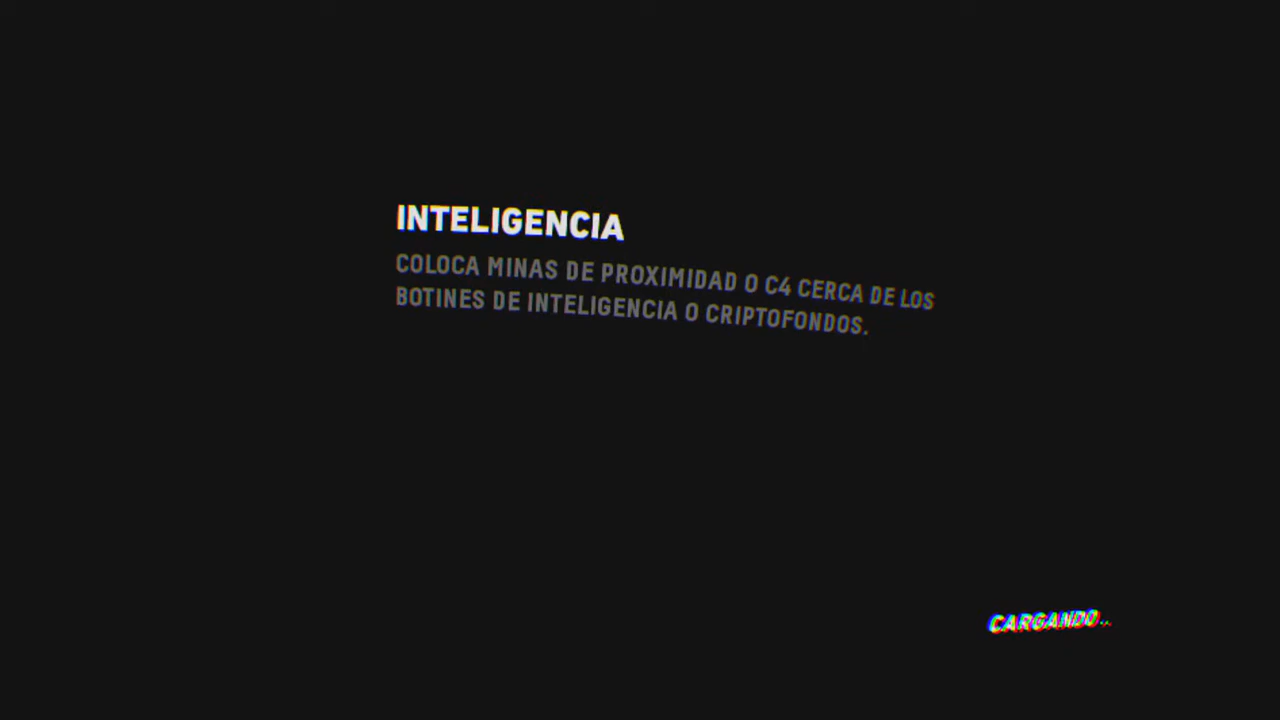 INTELIGENCIA
COLOCA MINAS DE PROXIMIDAD O C4 CERCA DE LOS
BOTINES DE INTELIGENCIA O CRIPTOFONDOS.
CARGANDO..